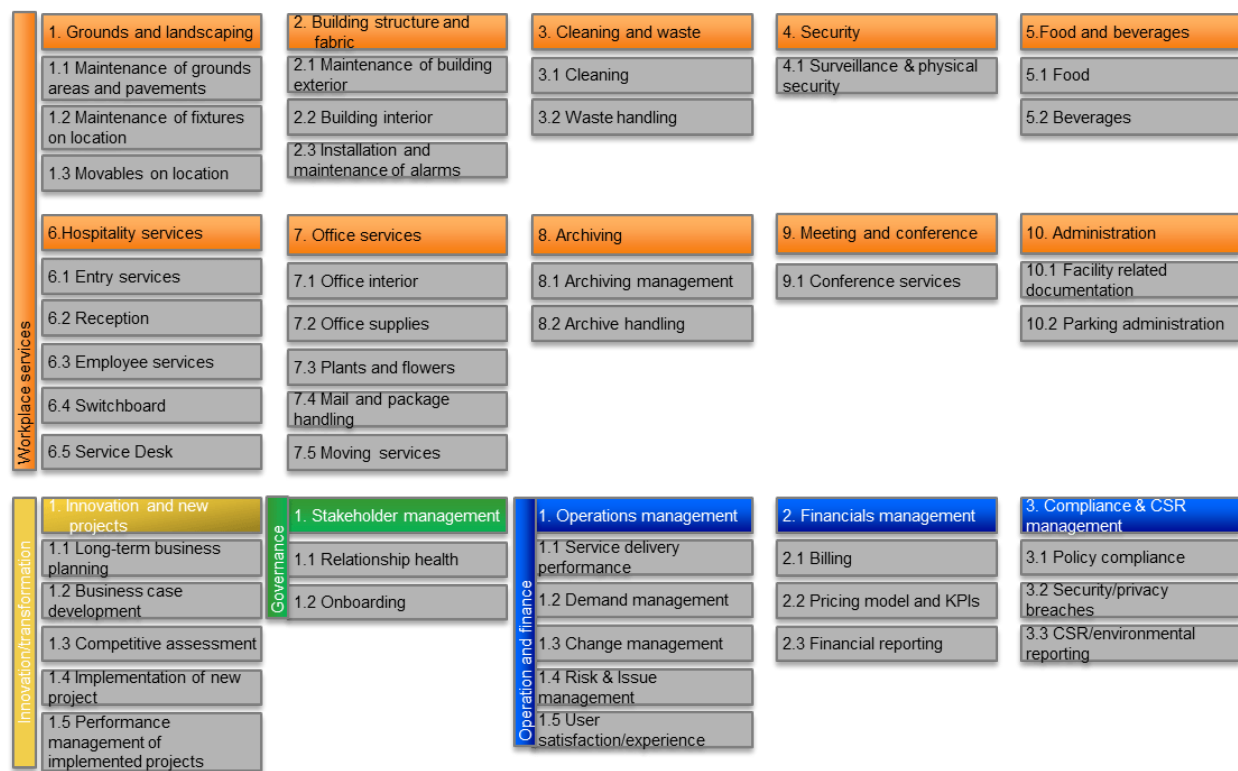 Workplace services
1. Grounds and landscaping
1.1 Maintenance of grounds
areas and pavements
1.2 Maintenance of fixtures
on location
1.3 Movables on location
2. Building structure and
fabric
2.1 Maintenance of building
exterior
2.2 Building interior
2.3 Installation and
maintenance of alarms
3. Cleaning and waste
3.1 Cleaning
3.2 Waste handling
4. Security
4.1 Surveillance & physical
security
5.Food and beverages
5.1 Food
5.2 Beverages
6.Hospitality services
6.1 Entry services
6.2 Reception
6.3 Employee services
6.4 Switchboard
6.5 Service Desk
7. Office services
7.1 Office interior
7.2 Office supplies
7.3 Plants and flowers
7.4 Mail and package
handling
7.5 Moving services
8. Archiving
8.1 Archiving management
8.2 Archive handling
9. Meeting and conference
9.1 Conference services
10. Administration
10.1 Facility related
documentation
10.2 Parking administration
Innovation/transformation
1. Innovation and new
projects
1.1 Long-term business
planning
1.2 Business case
development
1.3 Competitive assessment
1.4 Implementation of new
project
1.5 Performance
management of
implemented projects
Governance
1. Stakeholder management
1.1 Relationship health
1.2 Onboarding
Operation and finance
1. Operations management
1.1 Service delivery
performance
1.2 Demand management
1.3 Change management
1.4 Risk & Issue
management
1.5 User
satisfaction/experience
2. Financials management
2.1 Billing
2.2 Pricing model and KPIs
2.3 Financial reporting
3. Compliance & CSR
management
3.1 Policy compliance
3.2 Security/privacy
breaches
3.3 CSR/environmental
reporting